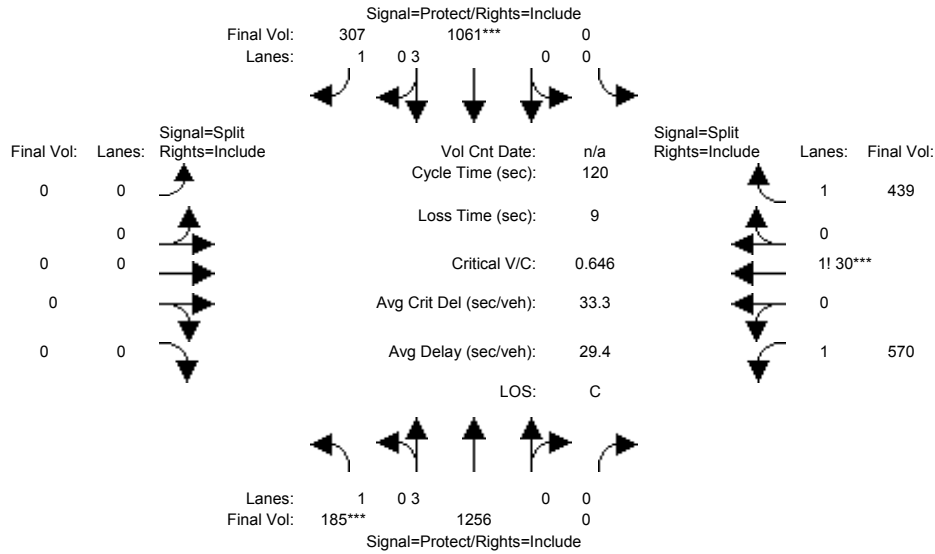 Signal=Protect/Rights=Include
Final Vol: 307 1061*** 0
Lanes: 1 0 3 0 0
Signal=Split
Final Vol: Lanes: Rights=Include
Vol Cnt Date: n/a
Signal=Split
Rights=Include Lanes: Final Vol:
Cycle Time (sec): 120
0 0
1 439
Loss Time (sec): 9
0
0
0 0
Critical V/C: 0.646
1! 30***
0
Avg Crit Del (sec/veh): 33.3
0
0 0
Avg Delay (sec/veh): 29.4
1 570
LOS: C
Lanes: 1 0 3 0 0
Final Vol: 185*** 1256 0
Signal=Protect/Rights=Include